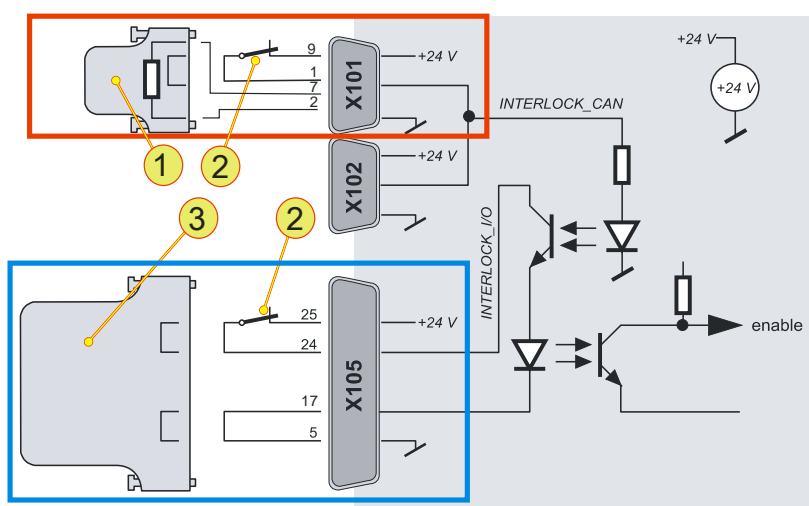 +24 V
9
+24 V
1
X101
7
+24 V
2
INTERLOCK_CAN
1
2
X102
+24 V
3
2
INTERLOCK_I/O
25
+24 V
24
enable
X105
17
5